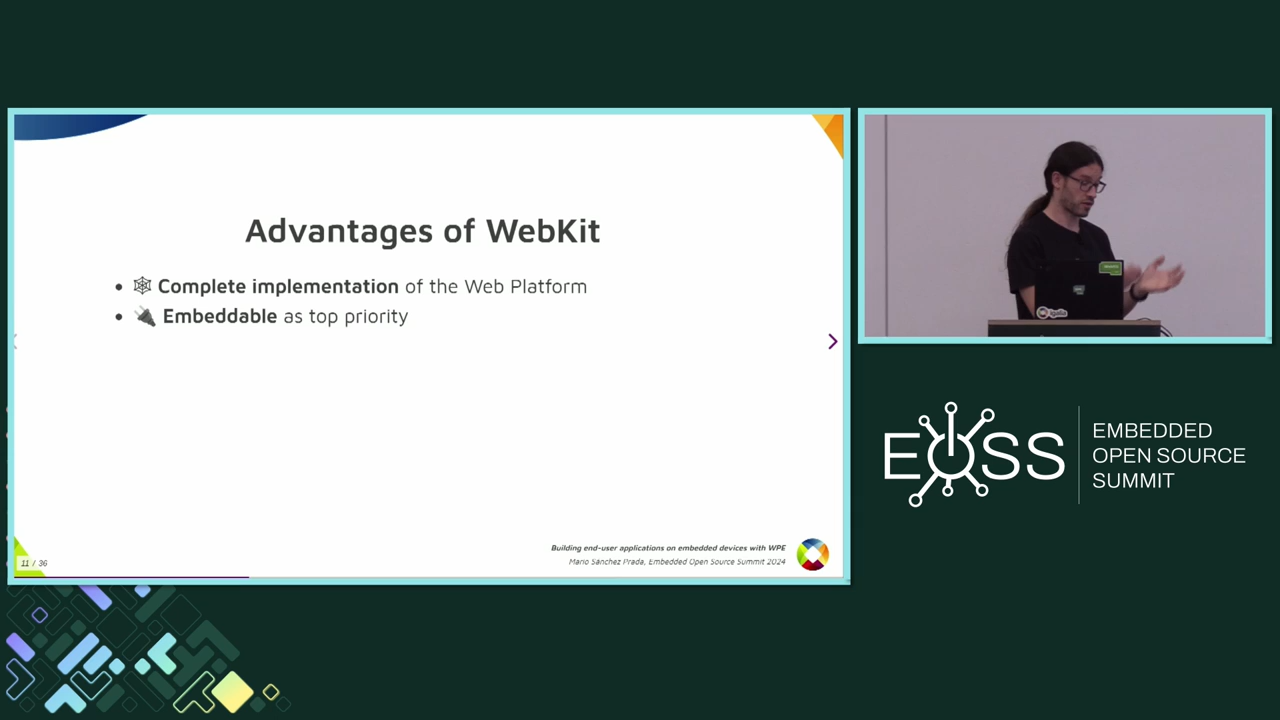 Advantages of WebKit
Complete implementation of the Web Platform
Embeddable as top priority
Building end-user applications on embedded devices with WPE
Mario Sánchez Prada, Embedded Open Source Summit 2024
11 / 36
EOSS
EMBEDDED
OPEN SOURCE
SUMMIT